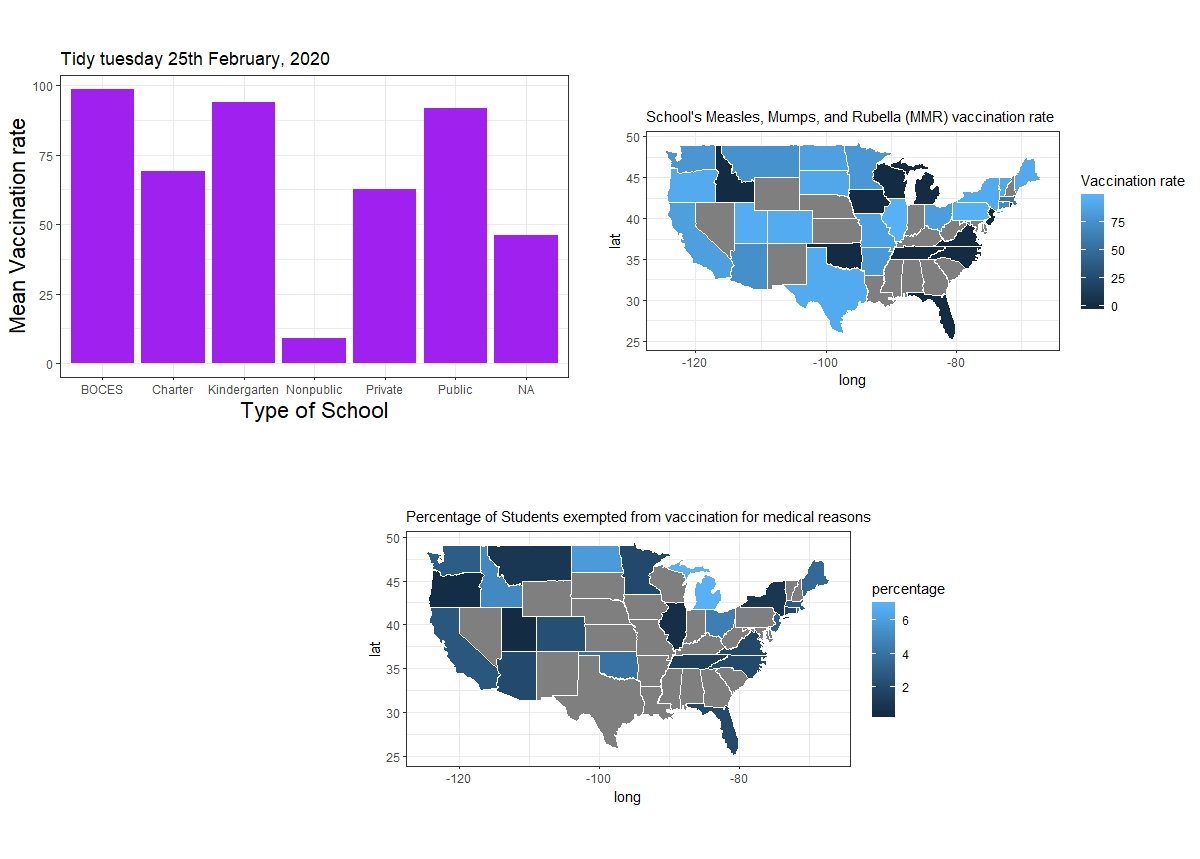 Tidy tuesday 25th February, 2020
Mean Vaccination rate
100
75
50
25
0
BOCES Charter Kindergarten Nonpublic Private Public NA
Type of School
School's Measles, Mumps, and Rubella (MMR) vaccination rate
lat
50
45
40
35
30
25
-120 -100 -80
long
Vaccination rate
75
50
25
0
Percentage of Students exempted from vaccination for medical reasons
lat
50
45
40
35
30
25
-120 -100 -80
long
percentage
6
4
2